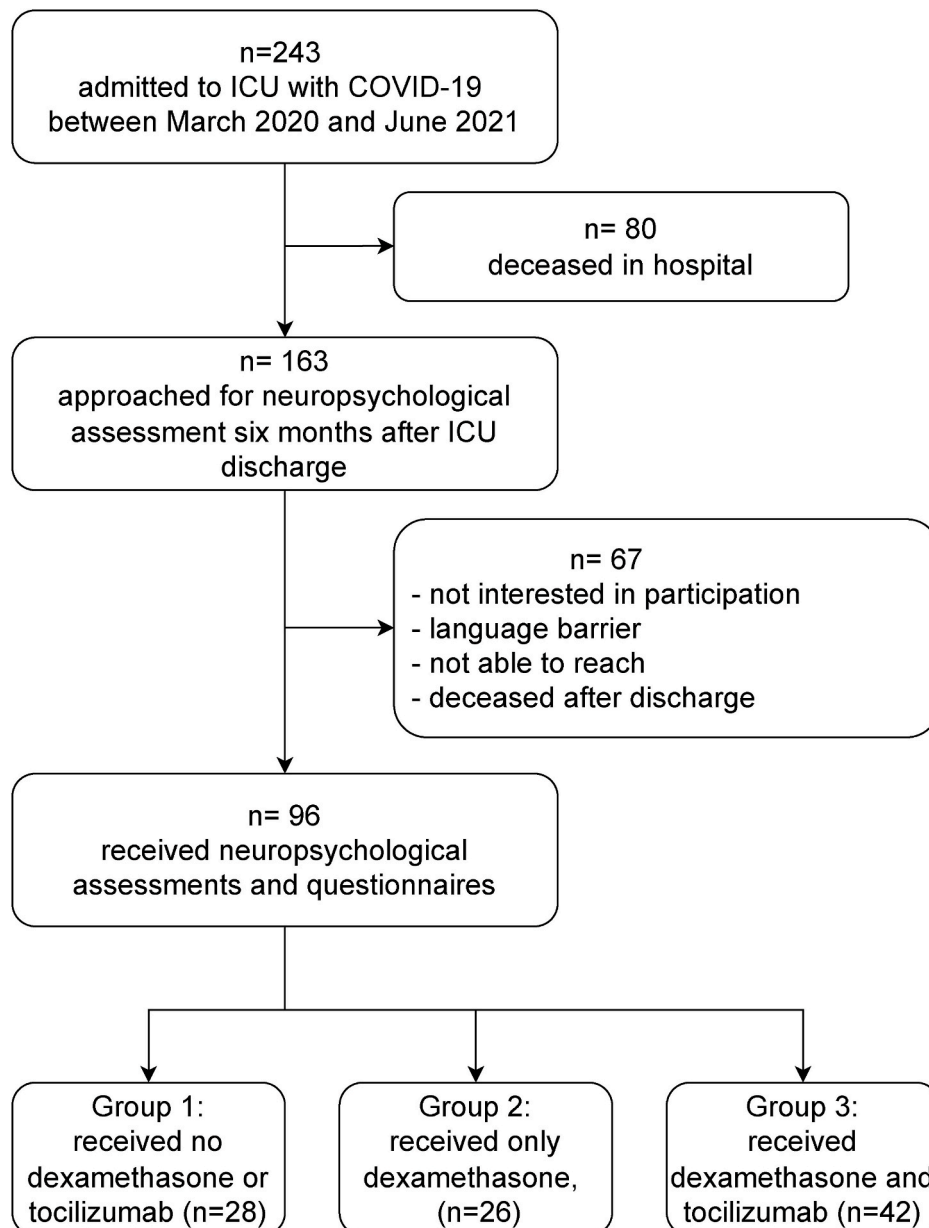 n=243
admitted to ICU with COVID-19
between March 2020 and June 2021
n= 80
deceased in hospital
n= 163
approached for neuropsychological
assessment six months after ICU
discharge
n= 67
- not interested in participation
- language barrier
- not able to reach
- deceased after discharge
n= 96
received neuropsychological
assessments and questionnaires
Group 1:
received no
dexamethasone or
tocilizumab (n=28)
Group 2:
received only
dexamethasone,
(n=26)
Group 3:
received
dexamethasone and
tocilizumab (n=42)